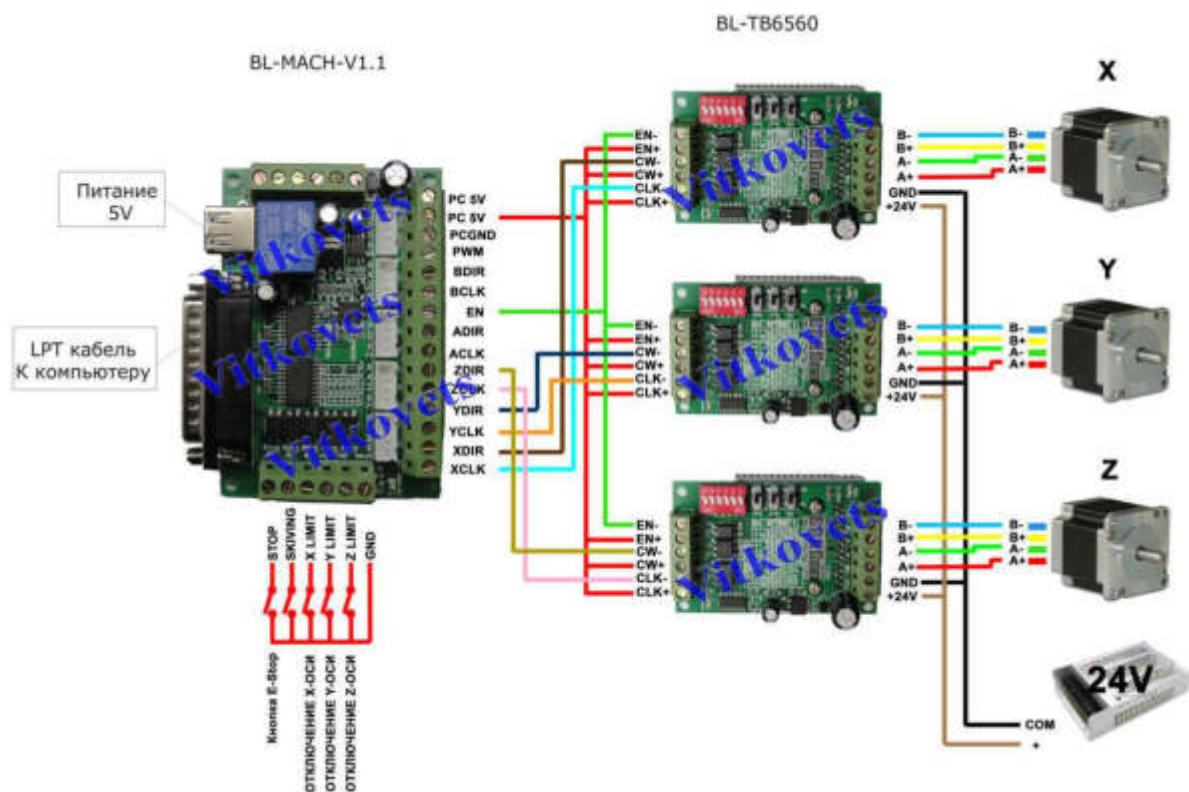 BL-TB6560
BL-MACH-V1.1
X
Питание
5V
LPT кабель
К компьютеру
PC 5V
PC 5V
PCGND
PWM
BDIR
BCLK
EN
ADIR
ACLK
ZDIR
ZCLK
YDIR
YCLK
XDIR
XCLK
Vitkovets
Vitkovets
Vitkovets
EN-
EN+
CW-
CW+
CLK-
CLK+
Vitkovets
B-
B+
A-
A+
GND
+24V
B-
B+
A-
A+
Y
EN-
EN+
CW-
CW+
CLK-
CLK+
Vitkovets
B-
B+
A-
A+
GND
+24V
B-
B+
A-
A+
Z
EN-
EN+
CW-
CW+
CLK-
CLK+
Vitkovets
B-
B+
A-
A+
GND
+24V
B-
B+
A-
A+
24V
COM
+
STOP
SKIVING
X LIMIT
Y LIMIT
Z LIMIT
GND
Кнопка E-Stop
ОТКЛЮЧЕНИЕ X-ОСИ
ОТКЛЮЧЕНИЕ Y-ОСИ
ОТКЛЮЧЕНИЕ Z-ОСИ